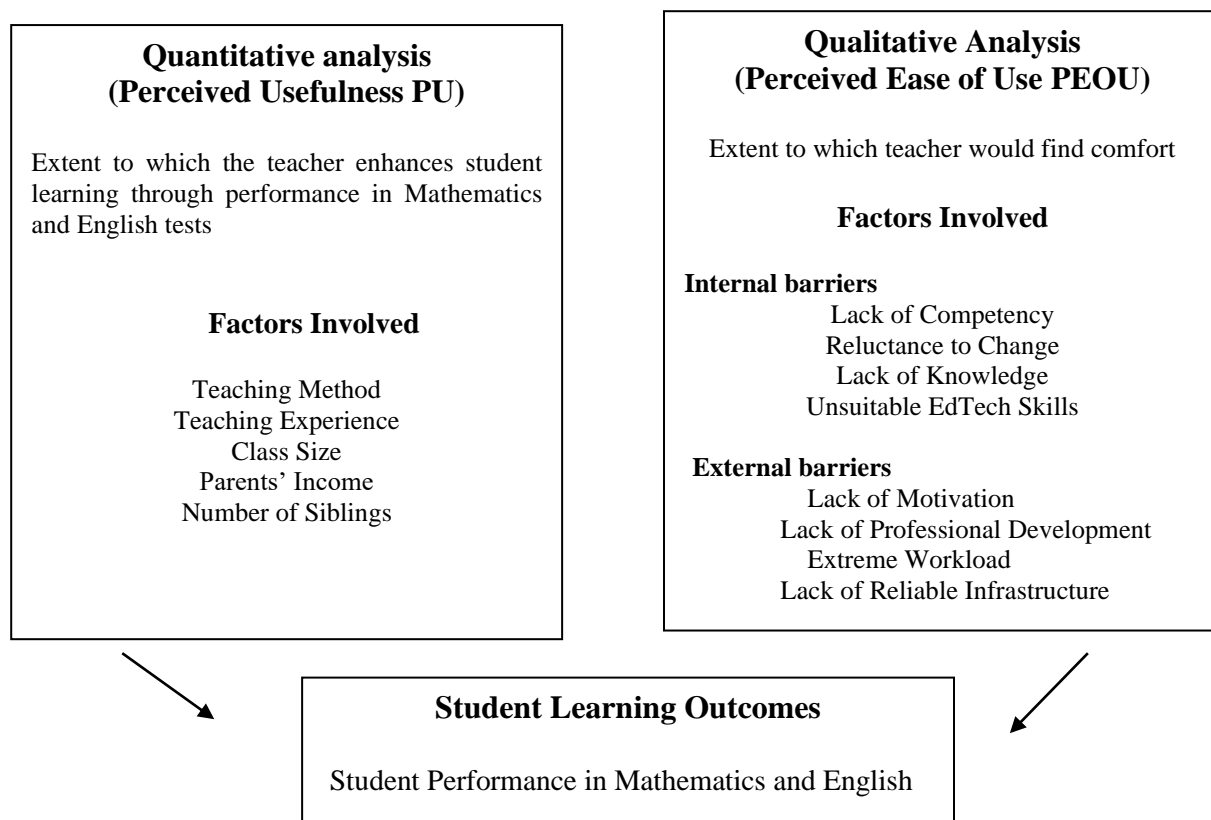 Quantitative analysis
(Perceived Usefulness PU)
Extent to which the teacher enhances student
learning through performance in Mathematics
and English tests
Factors Involved
Teaching Method
Teaching Experience
Class Size
Parents’ Income
Number of Siblings
Qualitative Analysis
(Perceived Ease of Use PEOU)
Extent to which teacher would find comfort
Factors Involved
Internal barriers
Lack of Competency
Reluctance to Change
Lack of Knowledge
Unsuitable EdTech Skills
External barriers
Lack of Motivation
Lack of Professional Development
Extreme Workload
Lack of Reliable Infrastructure
Student Learning Outcomes
Student Performance in Mathematics and English